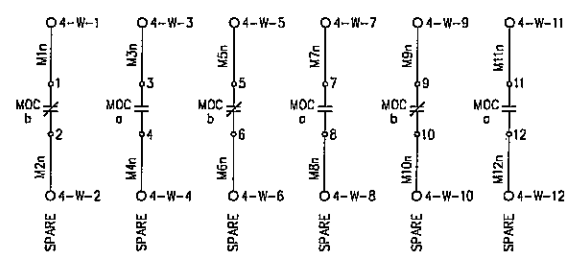 4-W-1 4-W-3 4-W-5 4-W-7 4-W-9 4-W-11
M1n M3n M5n M7n M9n M11n
1 3 5 7 9 11
MOC MOC MOC MOC MOC MOC
b a b a b a
2 4 6 8 10 12
M2n M4n M6n M8n M10n M12n
4-W-2 4-W-4 4-W-6 4-W-8 4-W-10 4-W-12
SPARE SPARE SPARE SPARE SPARE SPARE